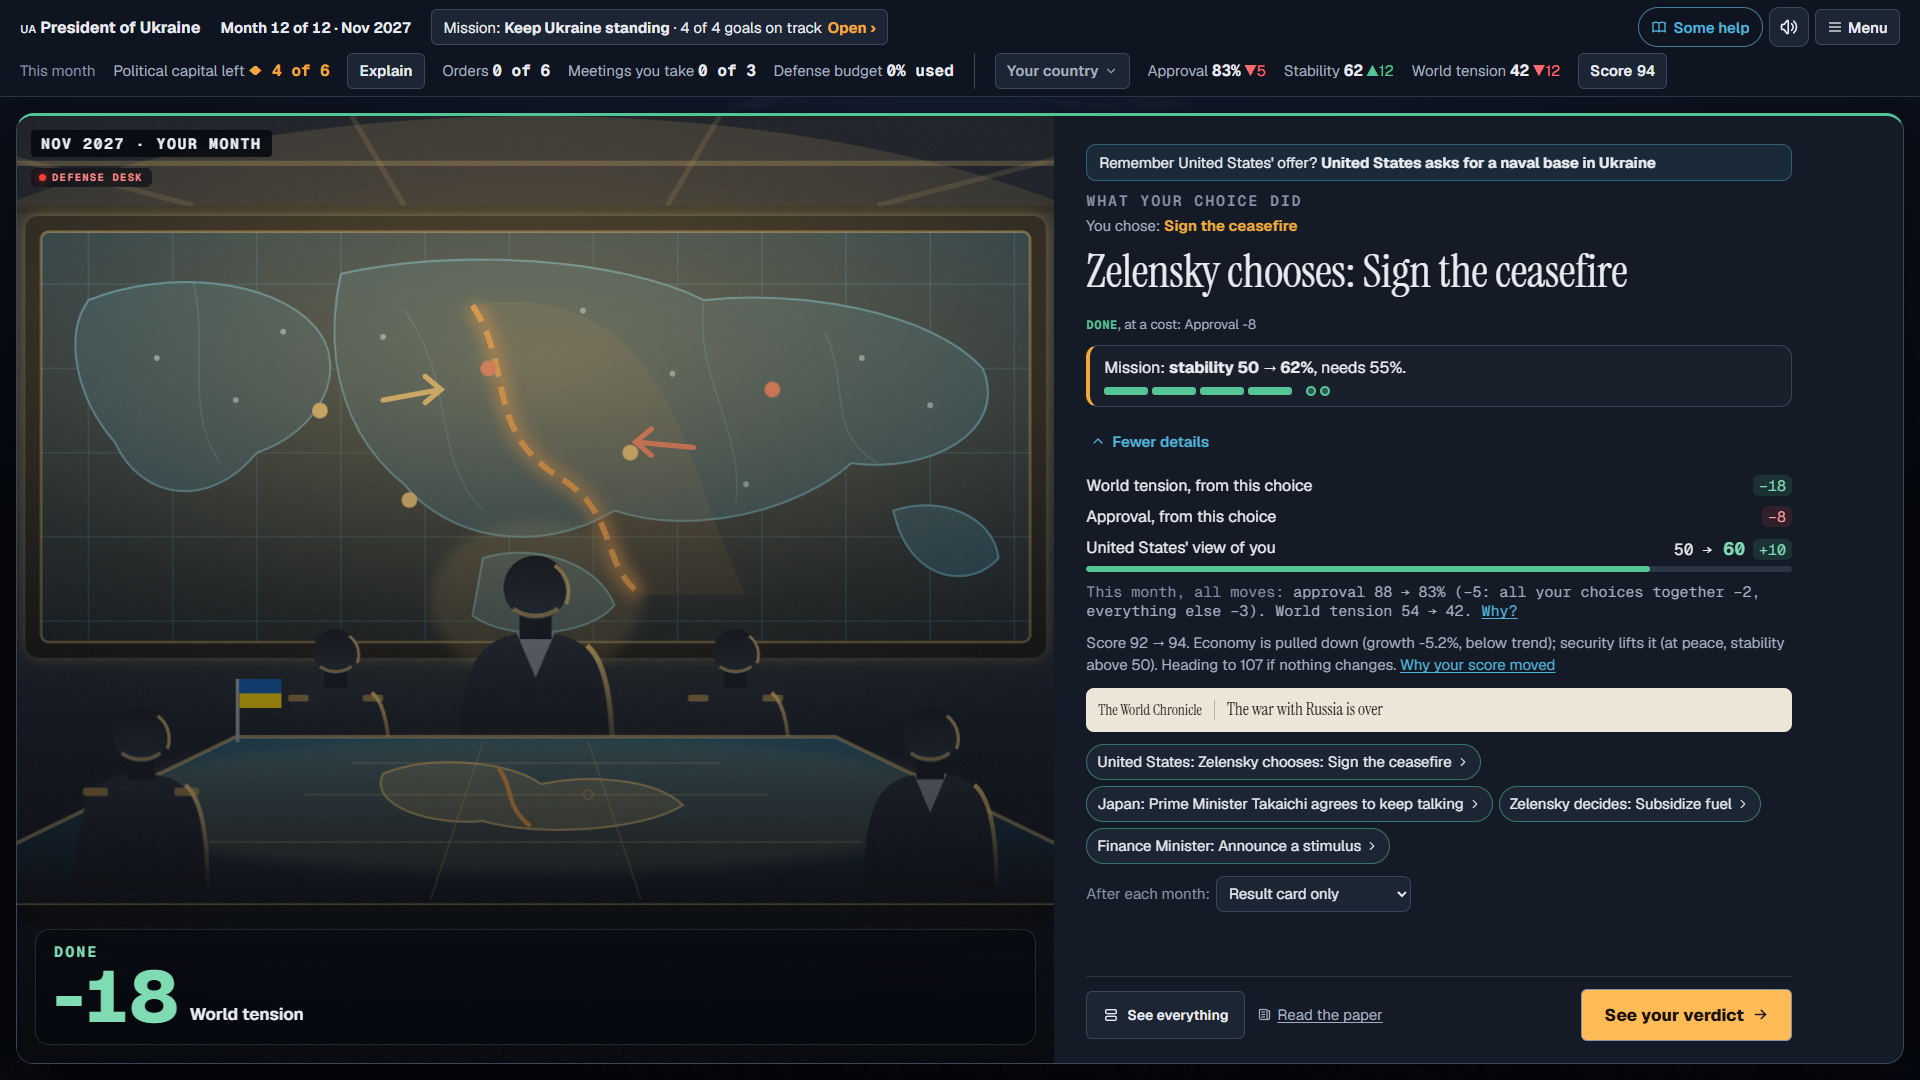 UA President of Ukraine Month 12 of 12 · Nov 2027 Mission: Keep Ukraine standing · 4 of 4 goals on track Open › Some help Menu
This month Political capital left 4 of 6 Explain Orders 0 of 6 Meetings you take 0 of 3 Defense budget 0% used Your country Approval 83% ▼5 Stability 62 ▲12 World tension 42 ▼12 Score 94
NOV 2027 · YOUR MONTH
DEFENSE DESK
DONE
-18 World tension
Remember United States' offer? United States asks for a naval base in Ukraine
WHAT YOUR CHOICE DID
You chose: Sign the ceasefire
Zelensky chooses: Sign the ceasefire
DONE, at a cost: Approval -8
Mission: stability 50 → 62%, needs 55%.
Fewer details
World tension, from this choice -18
Approval, from this choice -8
United States' view of you 50 → 60 +10
This month, all moves: approval 88 → 83% (-5: all your choices together -2,
everything else -3). World tension 54 → 42. Why?
Score 92 → 94. Economy is pulled down (growth -5.2%, below trend); security lifts it (at peace, stability
above 50). Heading to 107 if nothing changes. Why your score moved
The World Chronicle The war with Russia is over
United States: Zelensky chooses: Sign the ceasefire ›
Japan: Prime Minister Takaichi agrees to keep talking › Zelensky decides: Subsidize fuel ›
Finance Minister: Announce a stimulus ›
After each month: Result card only
See everything Read the paper See your verdict →